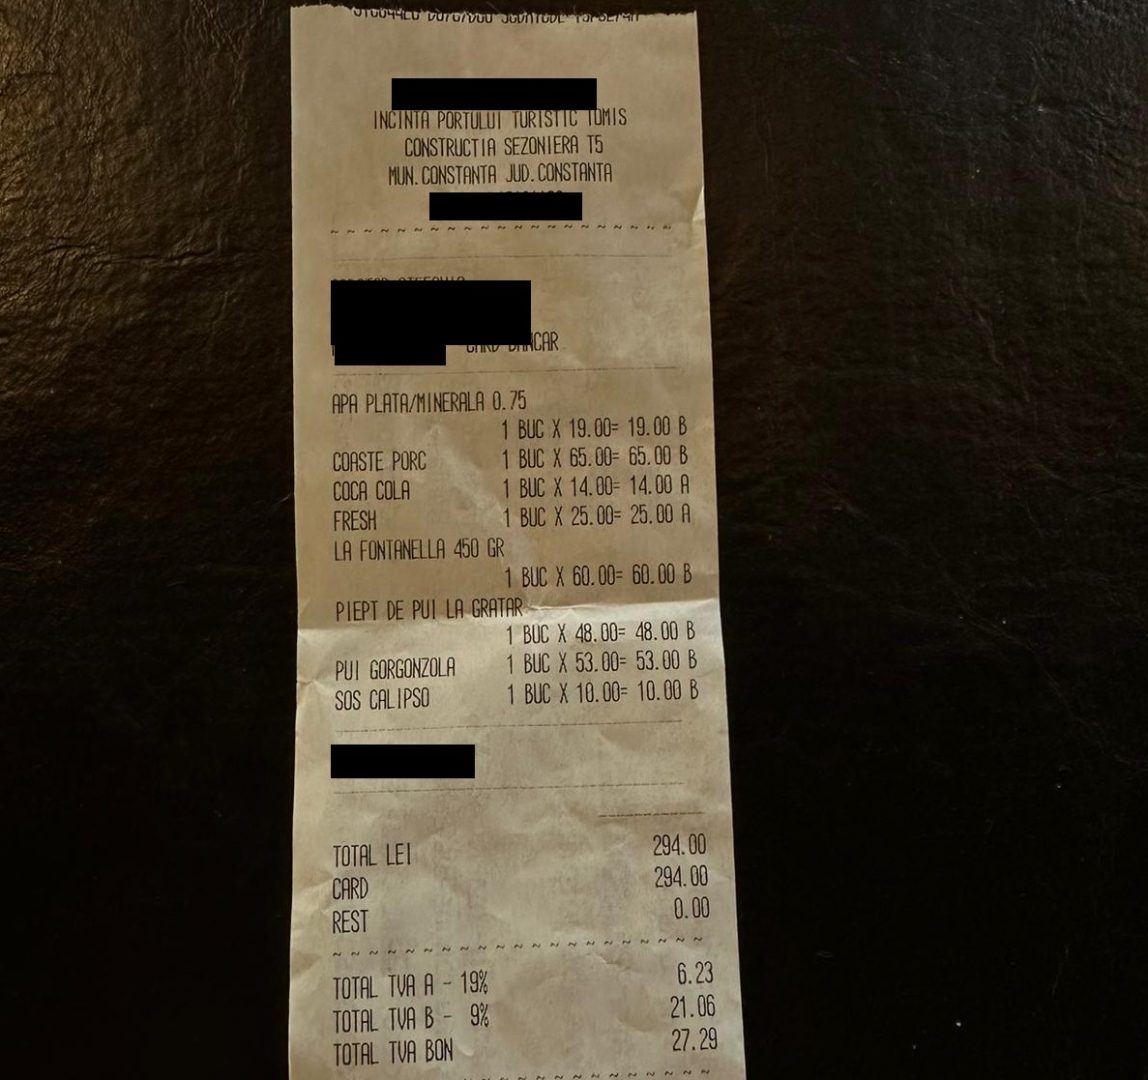 INCINTA PORTULUI TURISTIC TOMIS
CONSTRUCTIA SEZONIERA T5
MUN.CONSTANTA JUD.CONSTANTA
~ ~ ~ ~ ~ ~ ~ ~ ~ ~ ~ ~ ~ ~ ~ ~ ~ ~ ~ ~
CARD BANCAR
APA PLATA/MINERALA 0.75
1 BUC X 19.00= 19.00 B
COASTE PORC 1 BUC X 65.00= 65.00 B
COCA COLA 1 BUC X 14.00= 14.00 A
FRESH 1 BUC X 25.00= 25.00 A
LA FONTANELLA 450 GR
1 BUC X 60.00= 60.00 B
PIEPT DE PUI LA GRATAR
1 BUC X 48.00= 48.00 B
PUI GORGONZOLA 1 BUC X 53.00= 53.00 B
SOS CALIPSO 1 BUC X 10.00= 10.00 B
TOTAL LEI 294.00
CARD 294.00
REST 0.00
~ ~ ~ ~ ~ ~ ~ ~ ~ ~ ~ ~ ~ ~ ~ ~ ~ ~ ~ ~
TOTAL TVA A - 19% 6.23
TOTAL TVA B - 9% 21.06
TOTAL TVA BON 27.29